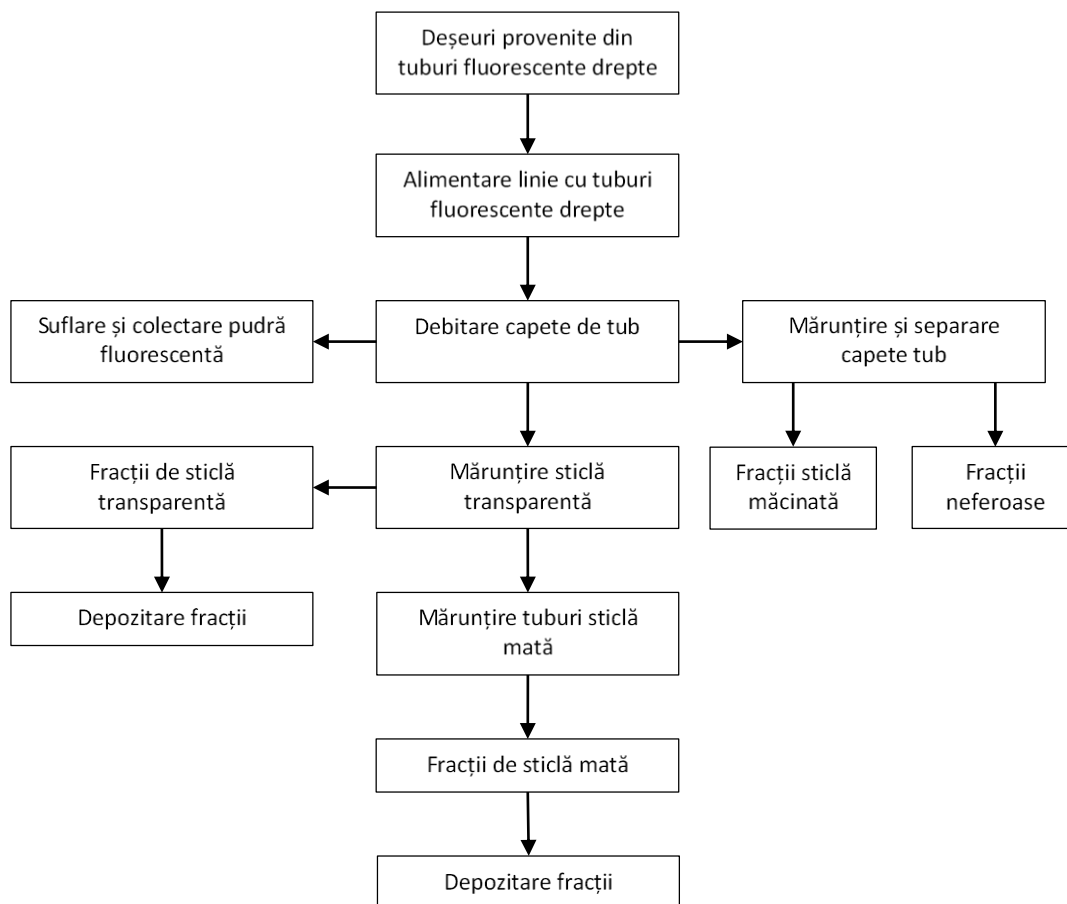 Deșeuri provenite din
tuburi fluorescente drepte
Alimentare linie cu tuburi
fluorescente drepte
Suflare și colectare pudră
fluorescentă
Debitare capete de tub
Mărunțire și separare
capete tub
Fracții de sticlă
transparentă
Mărunțire sticlă
transparentă
Fracții sticlă
măcinată
Fracții
neferoase
Depozitare fracții
Mărunțire tuburi sticlă
mată
Fracții de sticlă mată
Depozitare fracții